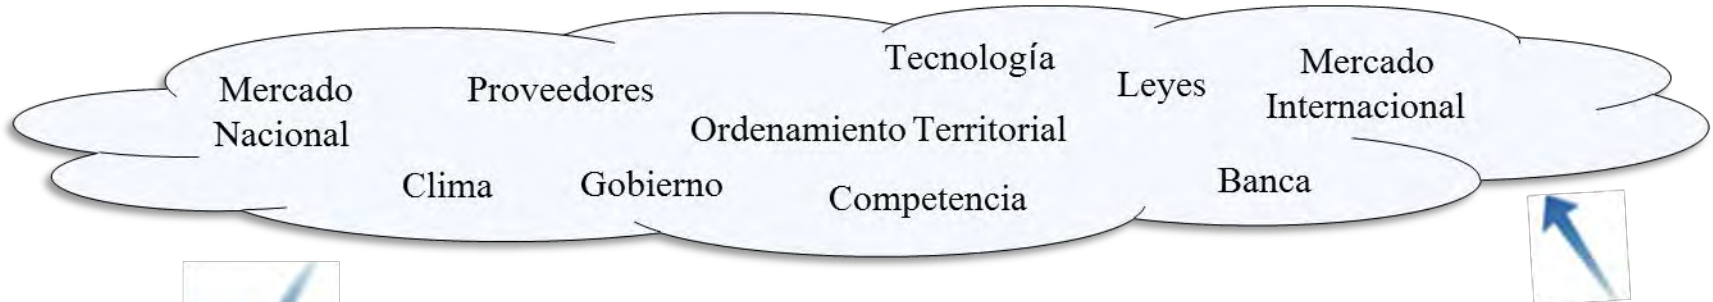 Mercado
Nacional
Proveedores
Tecnología
Leyes
Mercado
Internacional
Ordenamiento Territorial
Clima
Gobierno
Competencia
Banca